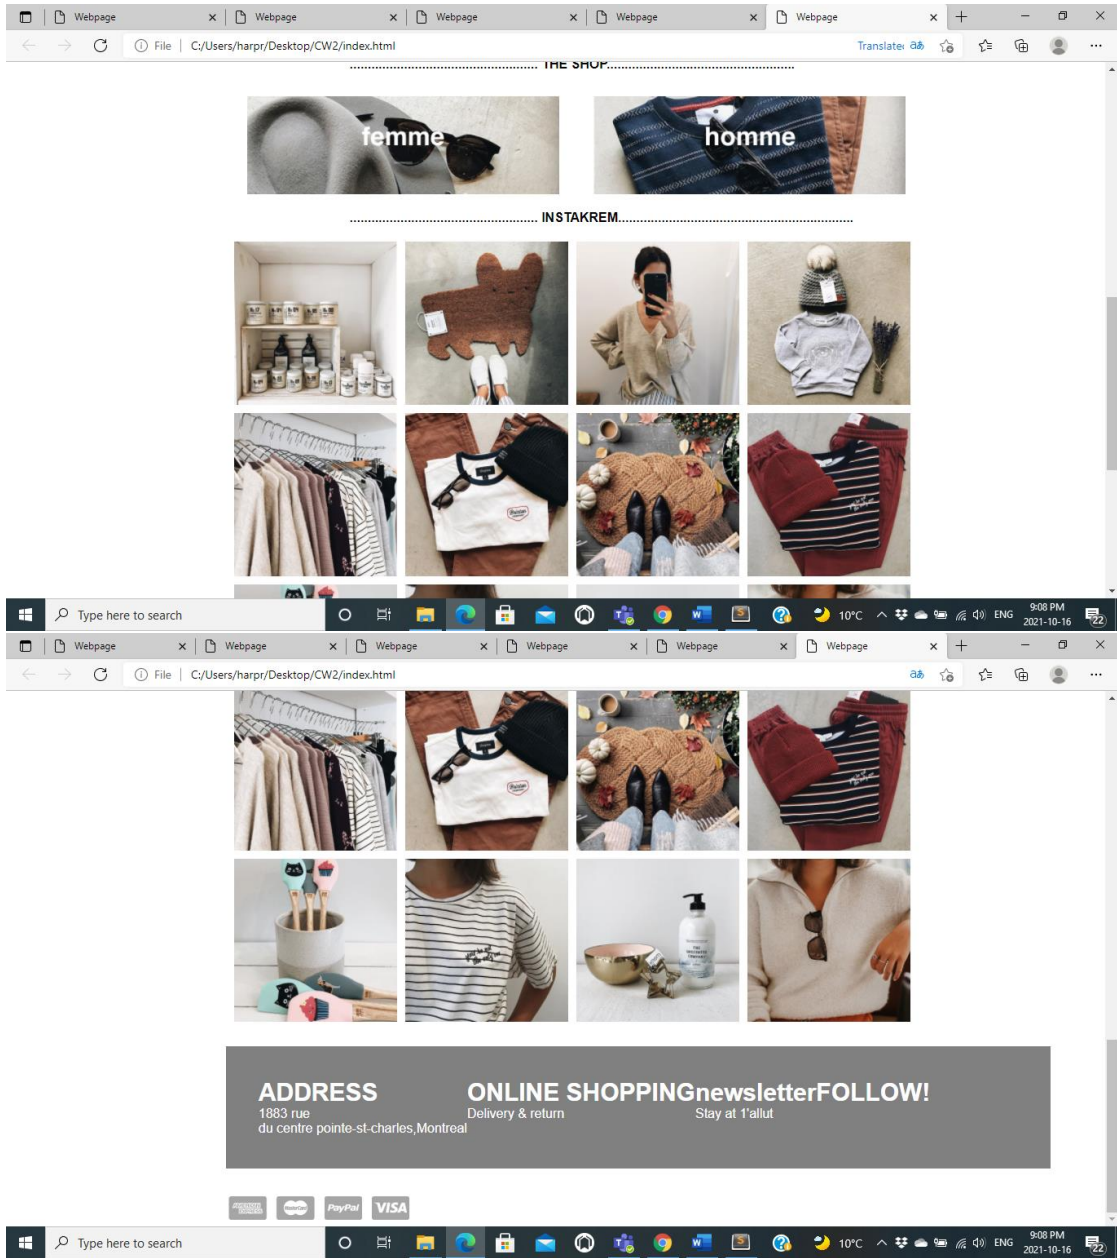 Webpage Webpage Webpage Webpage Webpage
File C:/Users/harpr/Desktop/CW2/index.html Translate
.................................................... THE SHOP....................................................
femme homme
.................................................... INSTAKREM.................................................................
Type here to search 10°C ENG 9:08 PM
2021-10-16 22
Webpage Webpage Webpage Webpage Webpage
File C:/Users/harpr/Desktop/CW2/index.html
ADDRESS ONLINE SHOPPINGnewsletterFOLLOW!
1883 rue Delivery & return Stay at 1'allut
du centre pointe-st-charles,Montreal
AMERICAN EXPRESS MasterCard PayPal VISA
Type here to search 10°C ENG 9:08 PM
2021-10-16 22